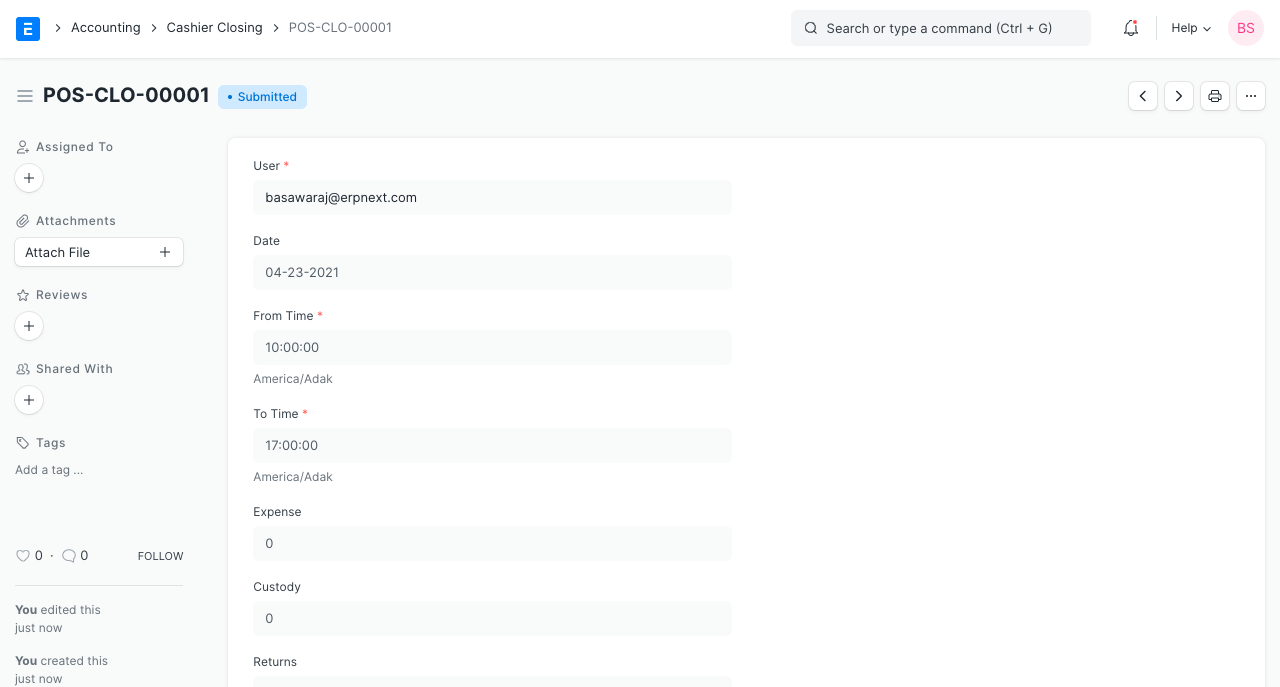 E
Accounting
Cashier Closing
POS-CLO-00001
Search or type a command (Ctrl + G)
Help
BS
POS-CLO-00001
• Submitted
Assigned To
Attachments
Attach File
Reviews
Shared With
Tags
Add a tag ...
0 · 0
FOLLOW
You edited this
just now
You created this
just now
User *
basawaraj@erpnext.com
Date
04-23-2021
From Time *
10:00:00
America/Adak
To Time *
17:00:00
America/Adak
Expense
0
Custody
0
Returns